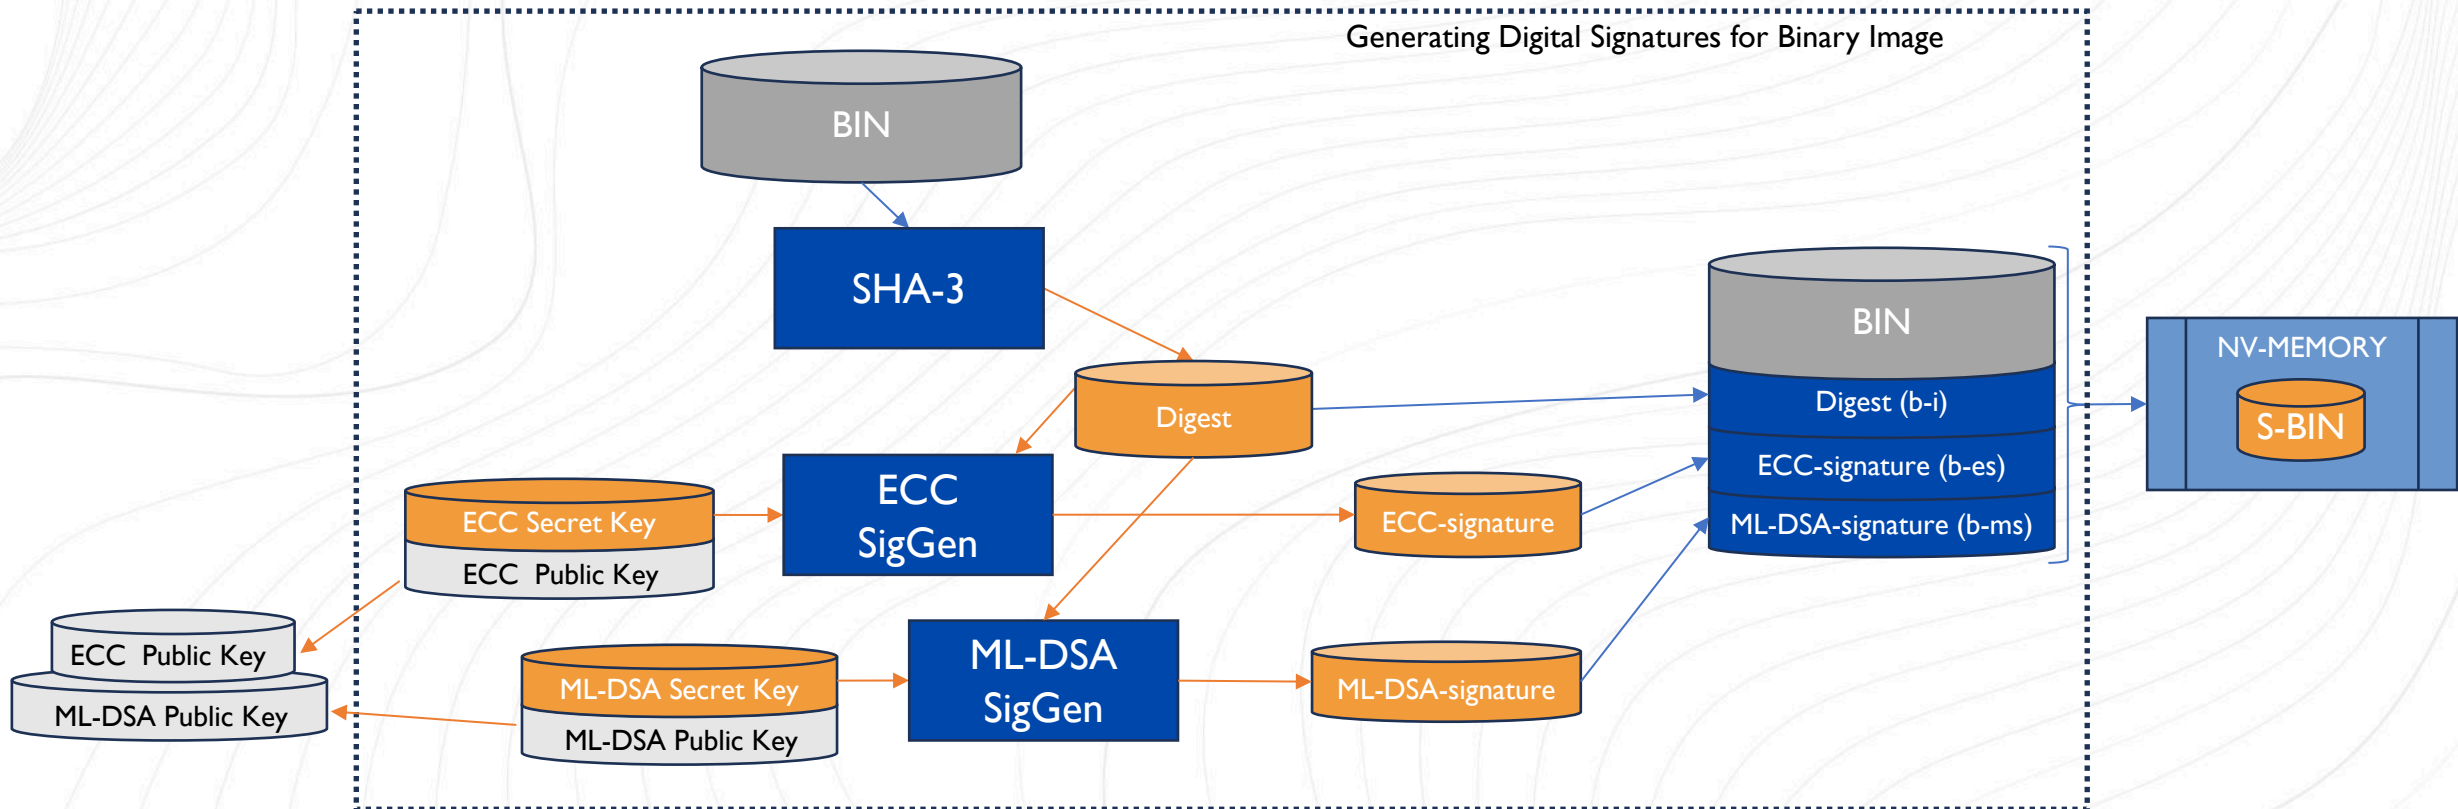 Generating Digital Signatures for Binary Image
BIN
SHA-3
BIN
NV-MEMORY
Digest
Digest (b-i)
S-BIN
ECC
SigGen
ECC Secret Key
ECC Public Key
ECC-signature
ECC-signature (b-es)
ML-DSA-signature (b-ms)
ECC Public Key
ML-DSA Public Key
ML-DSA Secret Key
ML-DSA Public Key
ML-DSA
SigGen
ML-DSA-signature